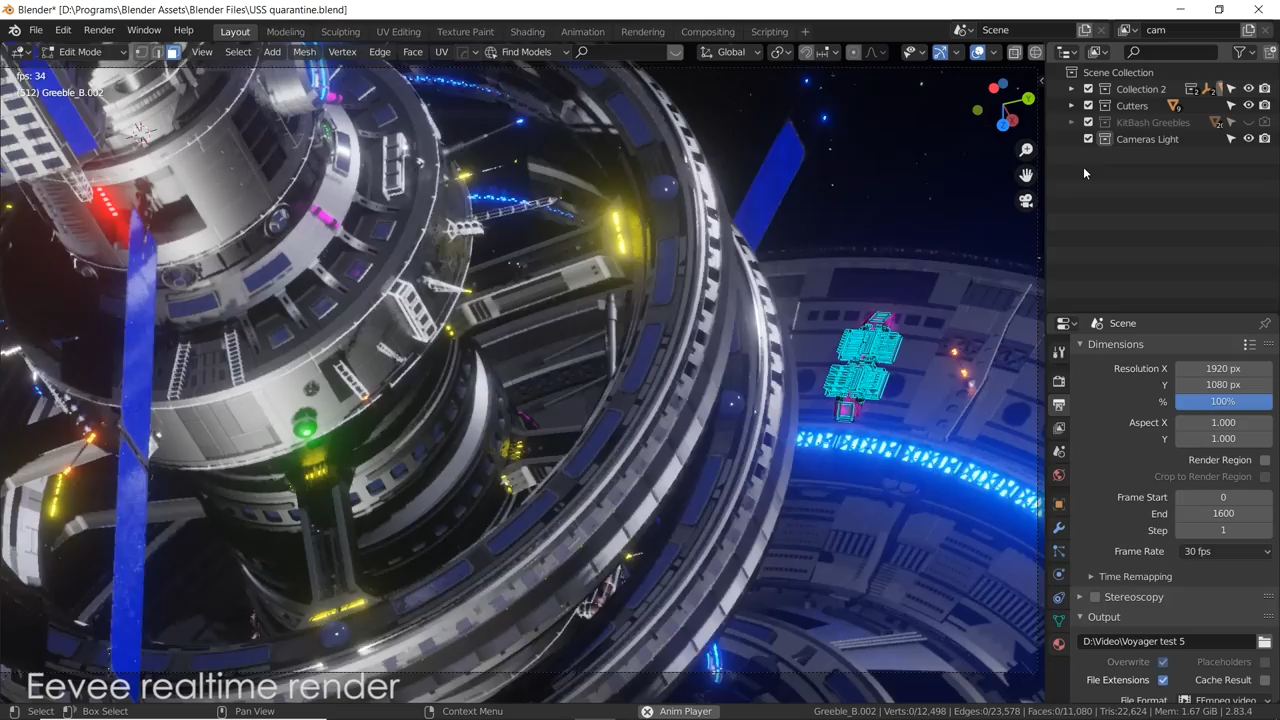 Blender* [D:\Programs\Blender Assets\Blender Files\USS quarantine.blend]
File Edit Render Window Help Layout Modeling Sculpting UV Editing Texture Paint Shading Animation Rendering Compositing Scripting + Scene cam
Edit Mode View Select Add Mesh Vertex Edge Face UV Find Models Global
fps: 34
(512) Greeble_B.002
Y
Z
Scene Collection
Collection 2 2 2
Cutters 9
KitBash Greebles
Cameras Light
Scene
Dimensions
Resolution X 1920 px
Y 1080 px
% 100%
Aspect X 1.000
Y 1.000
Render Region
Crop to Render Region
Frame Start 0
End 1600
Step 1
Frame Rate 30 fps
Time Remapping
Stereoscopy
Output
D:\Video\Voyager test 5
Overwrite Placeholders
File Extensions Cache Result
File Format FFmpeg video
Eevee realtime render
Select Box Select Pan View Context Menu Anim Player Greeble_B.002 | Verts:0/12,498 | Edges:0/23,578 | Faces:0/11,080 | Tris:22,624 | Mem: 1.67 GiB | 2.83.4